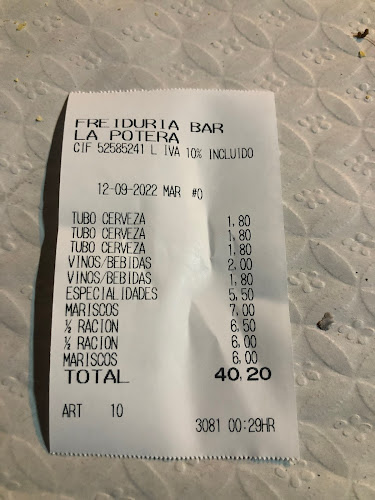 FREIDURIA BAR
LA POTERA
CIF 52585241 L IVA 10% INCLUIDO
12-09-2022 MAR #0
TUBO CERVEZA 1,80
TUBO CERVEZA 1,80
TUBO CERVEZA 1,80
VINOS/BEBIDAS 2,00
VINOS/BEBIDAS 1,80
ESPECIALIDADES 5,50
MARISCOS 7,00
½ RACION 6,50
½ RACION 6,00
MARISCOS 6,00
TOTAL 40,20
ART 10
3081 00:29HR